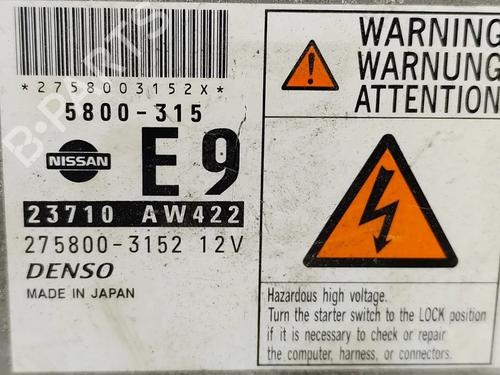 *2758003152X*
5800-315
NISSAN
E9
23710 AW422
275800-3152 12V
DENSO
MADE IN JAPAN
WARNING
WARNUNG
ATTENTION
Hazardous high voltage.
Turn the starter switch to the LOCK position
if it is necessary to check or repair
the computer, harness, or connectors.
B-PARTS